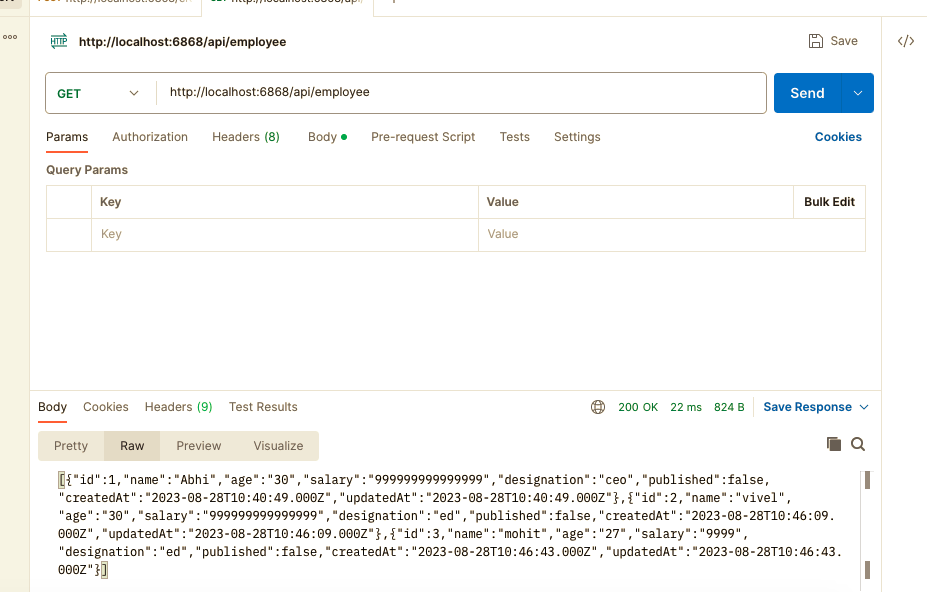 http://localhost:6868/api/employee
Save
GET
http://localhost:6868/api/employee
Send
Params Authorization Headers (8) Body Pre-request Script Tests Settings Cookies
Query Params
Key Value Bulk Edit
Key Value
Body Cookies Headers (9) Test Results 200 OK 22 ms 824 B Save Response
Pretty Raw Preview Visualize
[{"id":1,"name":"Abhi","age":"30","salary":"999999999999999","designation":"ceo","published":false,
"createdAt":"2023-08-28T10:40:49.000Z","updatedAt":"2023-08-28T10:40:49.000Z"},{"id":2,"name":"vivel",
"age":"30","salary":"999999999999999","designation":"ed","published":false,"createdAt":"2023-08-28T10:46:09.
000Z","updatedAt":"2023-08-28T10:46:09.000Z"},{"id":3,"name":"mohit","age":"27","salary":"9999",
"designation":"ed","published":false,"createdAt":"2023-08-28T10:46:43.000Z","updatedAt":"2023-08-28T10:46:43.
000Z"}]